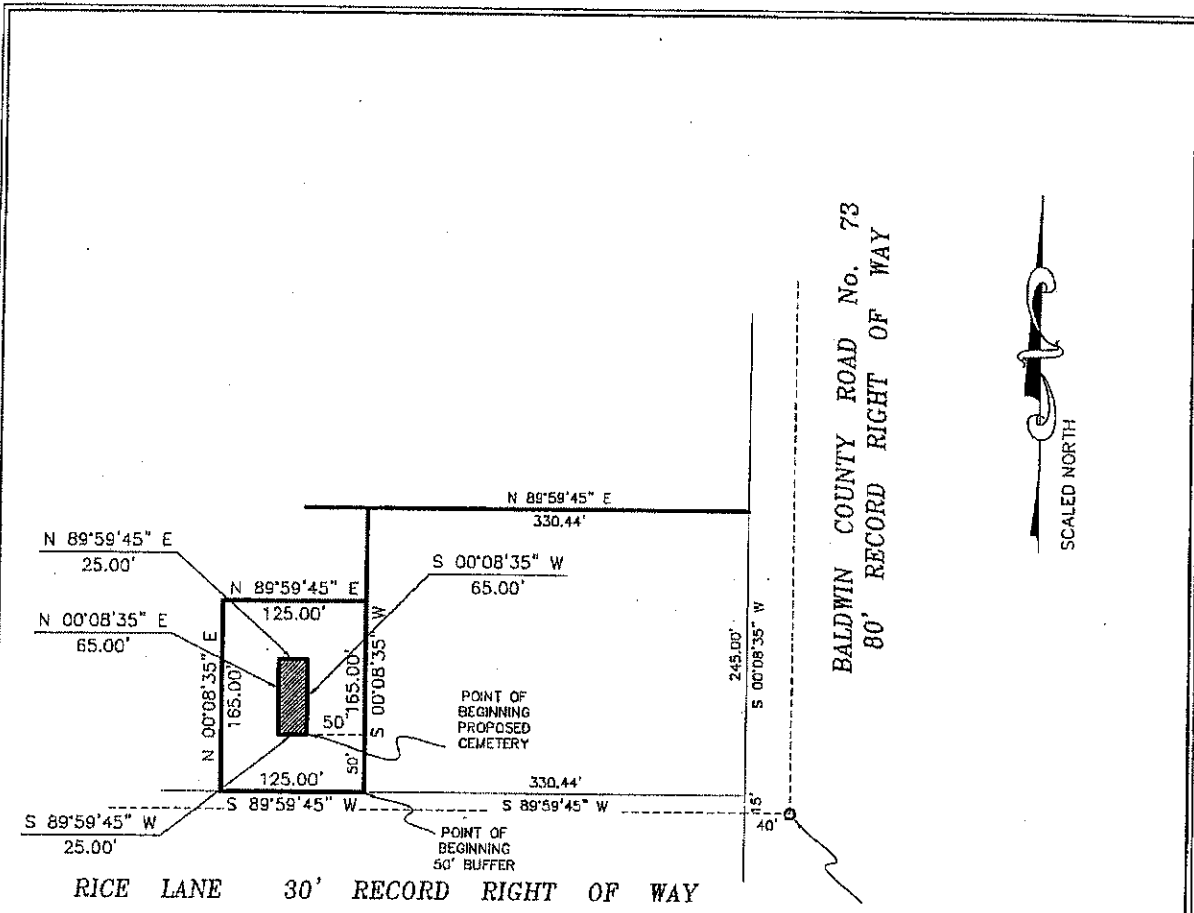 BALDWIN COUNTY ROAD No. 73
80' RECORD RIGHT OF WAY
SCALED NORTH
N 89°59'45" E
330.44'
N 89°59'45" E
25.00'
S 00°08'35" W
65.00'
N 89°59'45" E
125.00'
N 00°08'35" E
65.00'
N 00°08'35" E
165.00'
165.00'
S 00°08'35" W
245.00'
S 00°08'35" W
POINT OF
BEGINNING
PROPOSED
CEMETERY
50'
50'
125.00'
330.44'
S 89°59'45" W
S 89°59'45" W
15'
40'
S 89°59'45" W
25.00'
POINT OF
BEGINNING
50' BUFFER
RICE LANE 30' RECORD RIGHT OF WAY